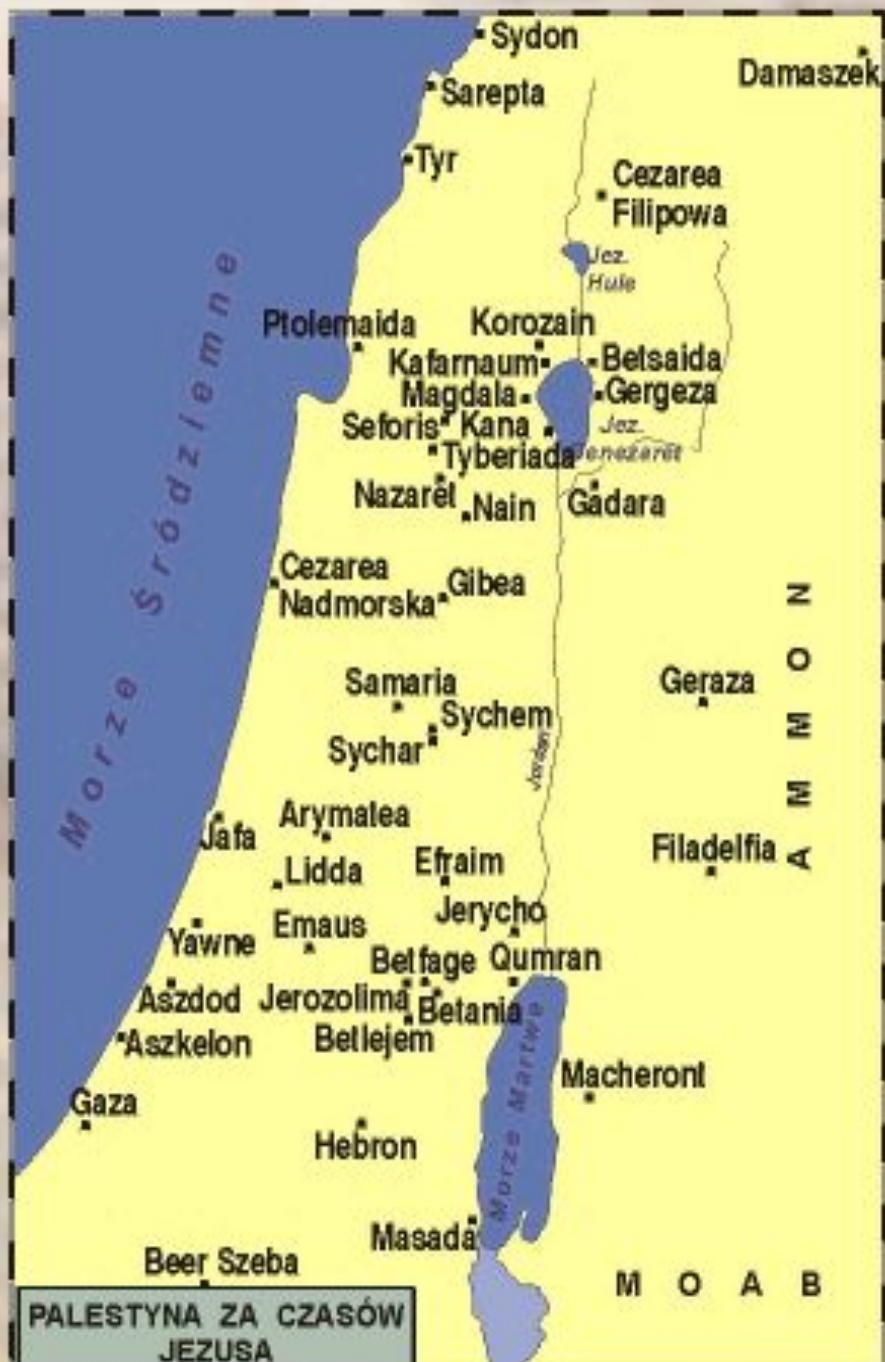 Sydon
Damaszek
Sarepta
Tyr
Cezarea
Filipowa
Jez.
Hule
Ptolemaida
Korozain
Kafarnaum
Betsaida
Magdala
Gergeza
Seforis
Kana
Jez.
Genezaret
Tyberiada
Nazaret
Nain
Gadara
Morze Śródziemne
Cezarea
Nadmorska
Gibea
AMMON
Samaria
Geraza
Sychem
Sychar
Jordan
Jafa
Arymatea
Filadelfia
Lidda
Efraim
Jerycho
Yawne
Emaus
Betfage
Qumran
Aszdod
Jerozolima
Betania
Aszkelon
Betlejem
Morze Martwe
Macheront
Gaza
Hebron
Masada
Beer Szeba
MOAB
PALESTYNA ZA CZASÓW
JEZUSA